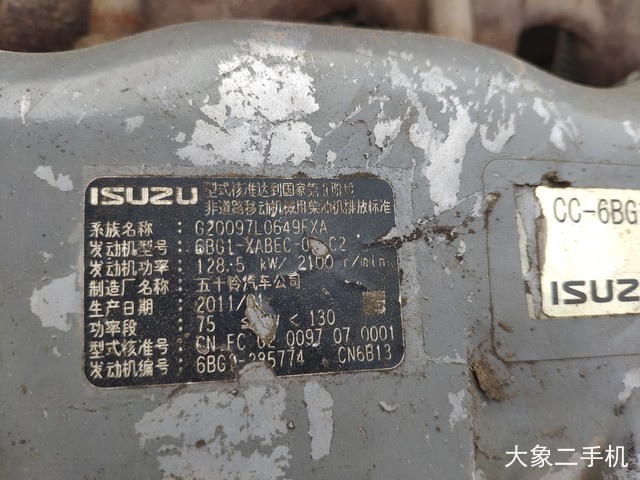 ISUZU 型式核准达到国家第Ⅱ阶段
非道路移动机械用柴油机排放标准
系族名称 : G20097L0649FXA
发动机型号 : 6BG1-XABEC- C2
发动机功率 : 128.5 kW/ 2100 r/min
制造厂名称 : 五十铃汽车公司
生产日期 : 2011/01
功率段 : 75 < 130
型式核准号 : CN FC G2 0097 07 0001
发动机编号 : 6BG1-285774 CN6B13
CC-6BG
ISUZ
大象二手机